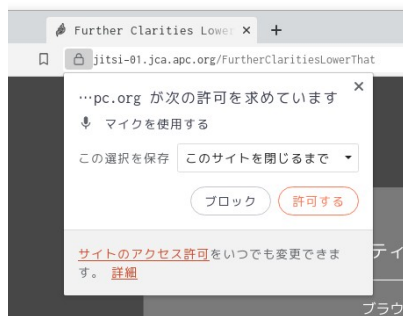 Further Clarities Lower
jitsi-01.jca.apc.org/FurtherClaritiesLowerThat
…pc.org が次の許可を求めています
マイクを使用する
この選択を保存 このサイトを閉じるまで
ブロック 許可する
サイトのアクセス許可をいつでも変更できま
す。 詳細
ティ
ブラウ